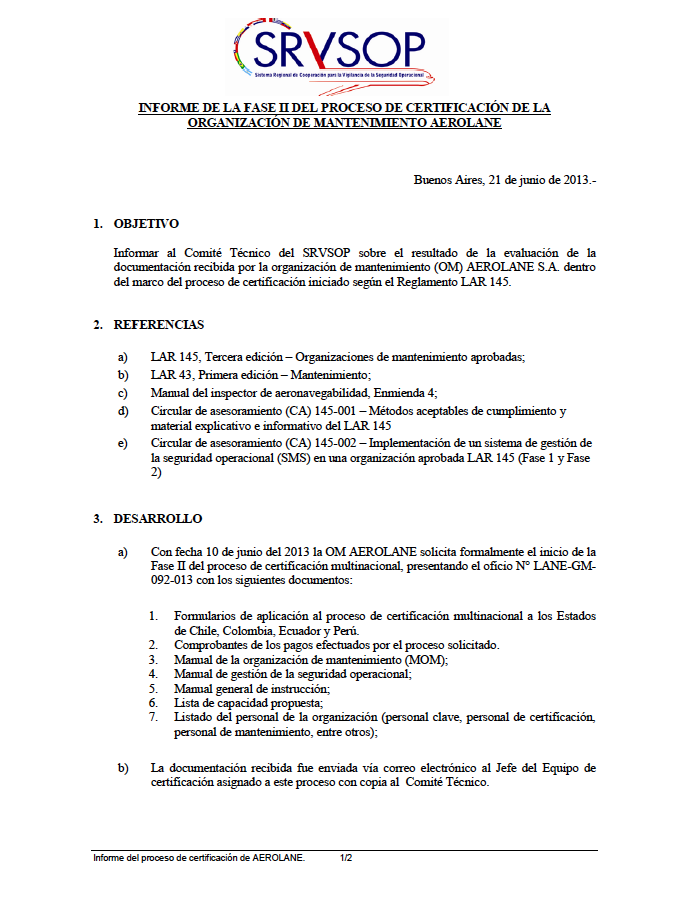 SRVSOP
Sistema Regional de Cooperación para la Vigilancia de la Seguridad Operacional
INFORME DE LA FASE II DEL PROCESO DE CERTIFICACIÓN DE LA
ORGANIZACIÓN DE MANTENIMIENTO AEROLANE
Buenos Aires, 21 de junio de 2013.-
1. OBJETIVO
Informar al Comité Técnico del SRVSOP sobre el resultado de la evaluación de la
documentación recibida por la organización de mantenimiento (OM) AEROLANE S.A. dentro
del marco del proceso de certificación iniciado según el Reglamento LAR 145.
2. REFERENCIAS
a) LAR 145, Tercera edición – Organizaciones de mantenimiento aprobadas;
b) LAR 43, Primera edición – Mantenimiento;
c) Manual del inspector de aeronavegabilidad, Enmienda 4;
d) Circular de asesoramiento (CA) 145-001 – Métodos aceptables de cumplimiento y
material explicativo e informativo del LAR 145
e) Circular de asesoramiento (CA) 145-002 – Implementación de un sistema de gestión de
la seguridad operacional (SMS) en una organización aprobada LAR 145 (Fase 1 y Fase
2)
3. DESARROLLO
a) Con fecha 10 de junio del 2013 la OM AEROLANE solicita formalmente el inicio de la
Fase II del proceso de certificación multinacional, presentando el oficio N° LANE-GM-
092-013 con los siguientes documentos:
1. Formularios de aplicación al proceso de certificación multinacional a los Estados
de Chile, Colombia, Ecuador y Perú.
2. Comprobantes de los pagos efectuados por el proceso solicitado.
3. Manual de la organización de mantenimiento (MOM);
4. Manual de gestión de la seguridad operacional;
5. Manual general de instrucción;
6. Lista de capacidad propuesta;
7. Listado del personal de la organización (personal clave, personal de certificación,
personal de mantenimiento, entre otros);
b) La documentación recibida fue enviada vía correo electrónico al Jefe del Equipo de
certificación asignado a este proceso con copia al Comité Técnico.
Informe del proceso de certificación de AEROLANE. 1/2